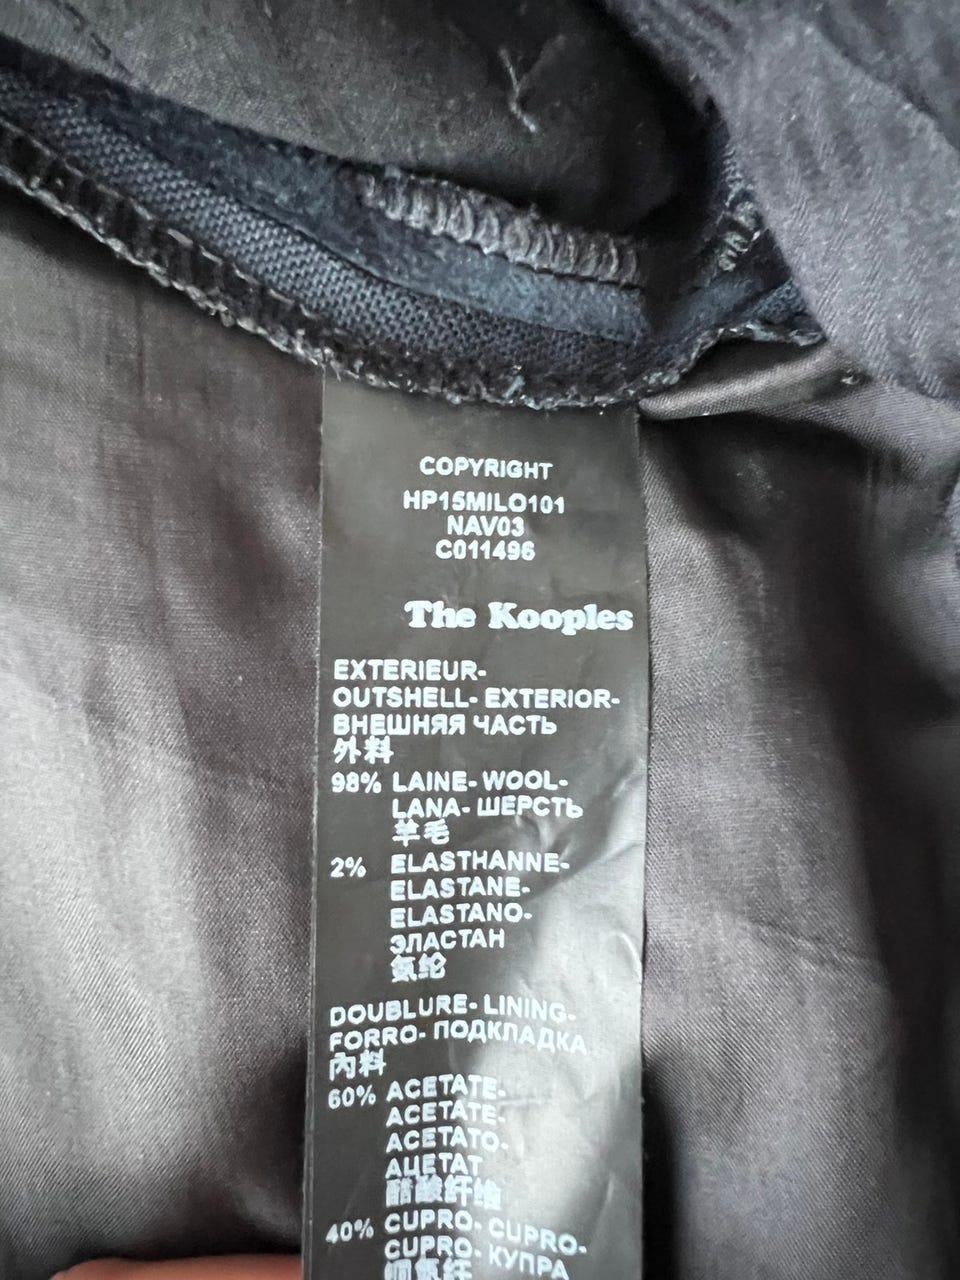 COPYRIGHT
HP15MILO101
NAV03
C011496
The Kooples
EXTERIEUR-
OUTSHELL- EXTERIOR-
ВНЕШНЯЯ ЧАСТЬ
外料
98% LAINE- WOOL-
LANA- ШЕРСТЬ
羊毛
2% ELASTHANNE-
ELASTANE-
ELASTANO-
ЭЛАСТАН
氨纶
DOUBLURE- LINING-
FORRO- ПОДКЛАДКА
內料
60% ACETATE-
ACETATE-
ACETATO-
АЦЕТАТ
醋酸纤维
40% CUPRO- CUPRO-
CUPRO- КУПРА